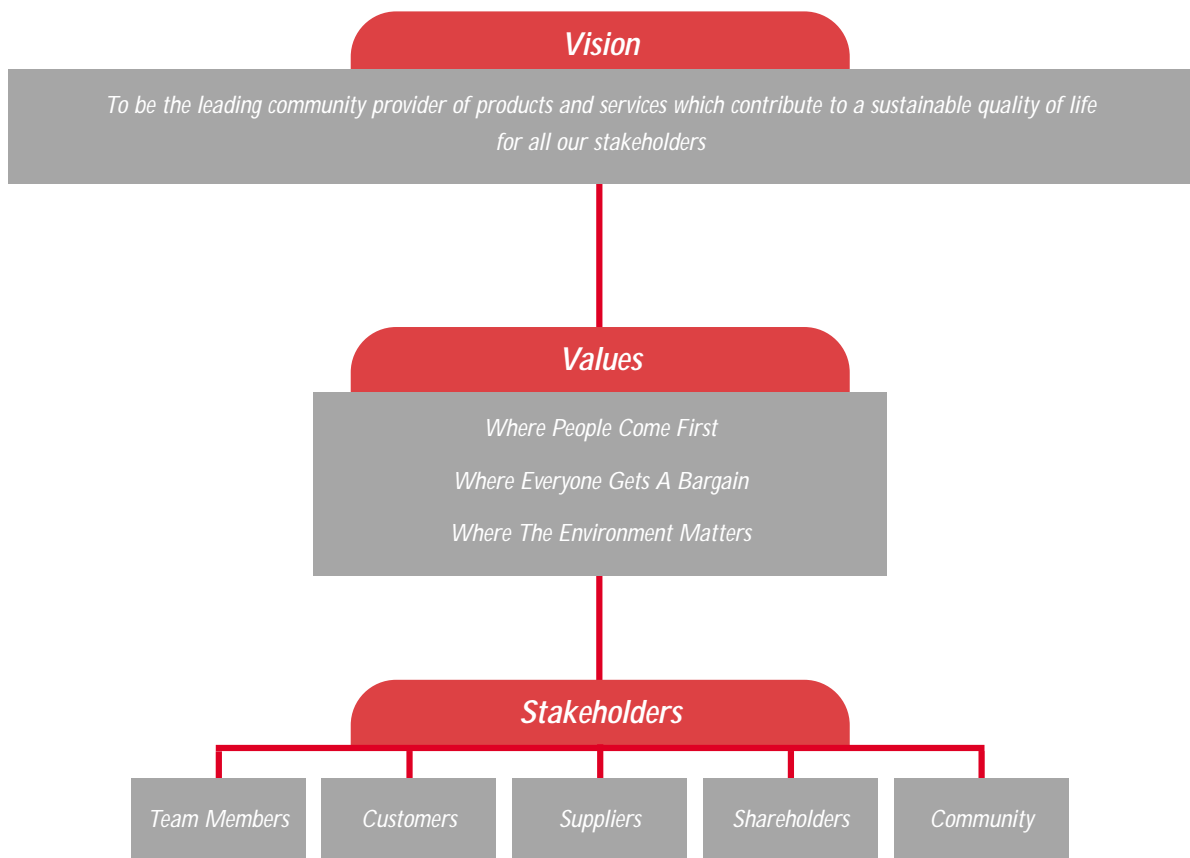 Vision
To be the leading community provider of products and services which contribute to a sustainable quality of life
for all our stakeholders
Values
Where People Come First
Where Everyone Gets A Bargain
Where The Environment Matters
Stakeholders
Team Members
Customers
Suppliers
Shareholders
Community